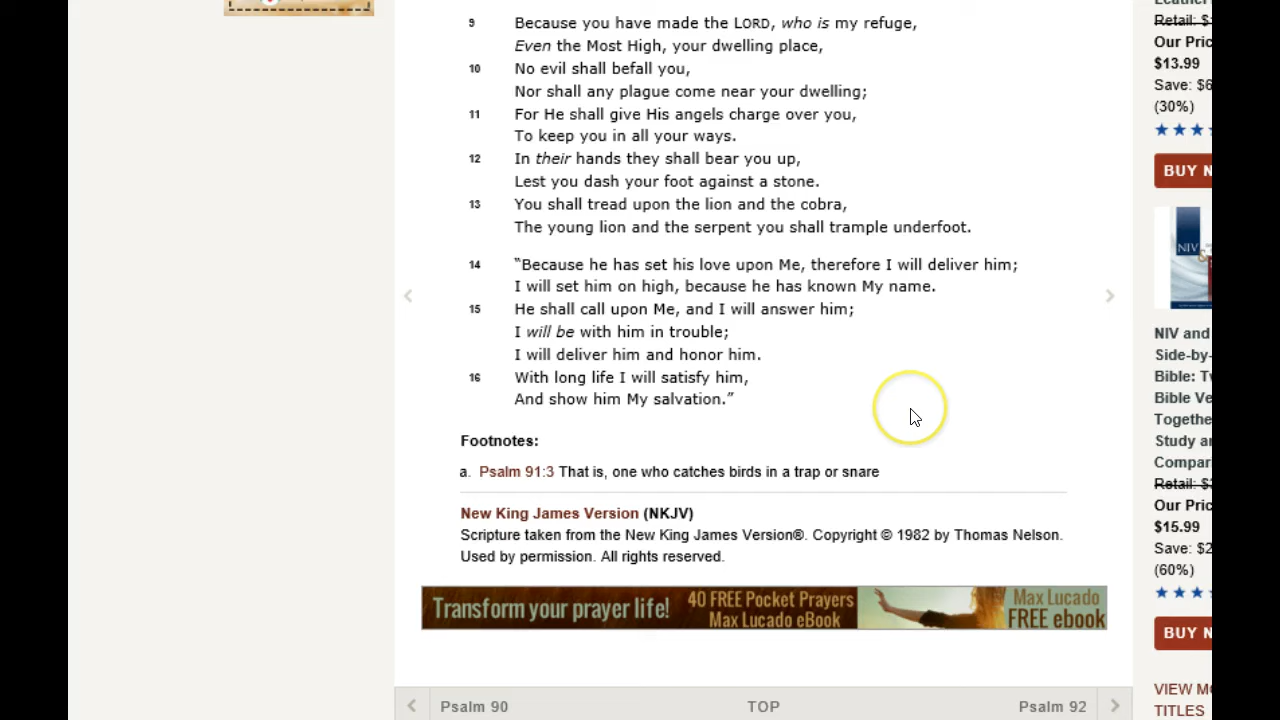 9 Because you have made the LORD, who is my refuge,
Even the Most High, your dwelling place,
10 No evil shall befall you,
Nor shall any plague come near your dwelling;
11 For He shall give His angels charge over you,
To keep you in all your ways.
12 In their hands they shall bear you up,
Lest you dash your foot against a stone.
13 You shall tread upon the lion and the cobra,
The young lion and the serpent you shall trample underfoot.
14 “Because he has set his love upon Me, therefore I will deliver him;
I will set him on high, because he has known My name.
15 He shall call upon Me, and I will answer him;
I will be with him in trouble;
I will deliver him and honor him.
16 With long life I will satisfy him,
And show him My salvation.”
Footnotes:
a. Psalm 91:3 That is, one who catches birds in a trap or snare
New King James Version (NKJV)
Scripture taken from the New King James Version®. Copyright © 1982 by Thomas Nelson.
Used by permission. All rights reserved.
Transform your prayer life!
40 FREE Pocket Prayers
Max Lucado eBook
Max Lucado
FREE ebook
Psalm 90
TOP
Psalm 92
Retail: $
Our Pric
$13.99
Save: $6
(30%)
BUY N
NIV
NIV and
Side-by-
Bible: Tw
Bible Ve
Togethe
Study an
Compar
Retail: $
Our Pric
$15.99
Save: $2
(60%)
BUY N
VIEW MO
TITLES